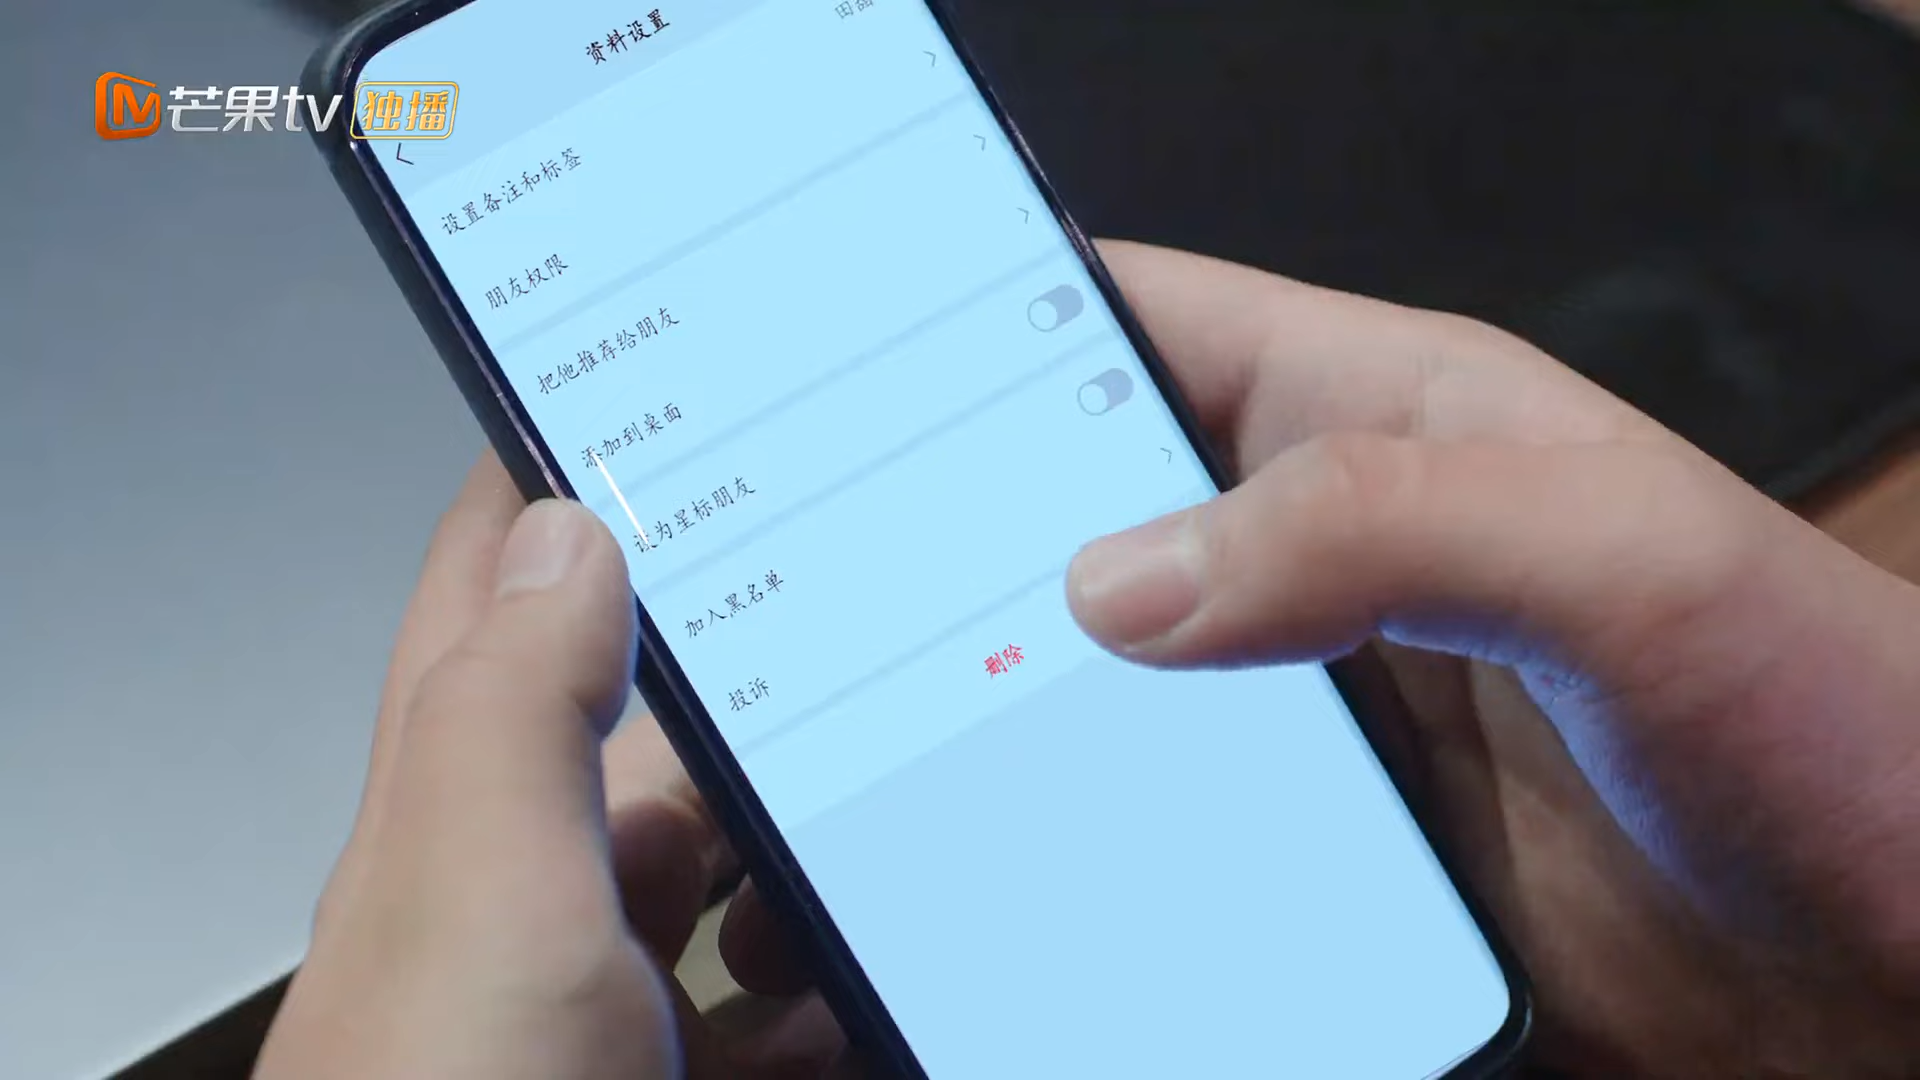 芒果tv 独播
资料设置
设置备注和标签
朋友权限
把他推荐给朋友
添加到桌面
设为星标朋友
加入黑名单
投诉
删除